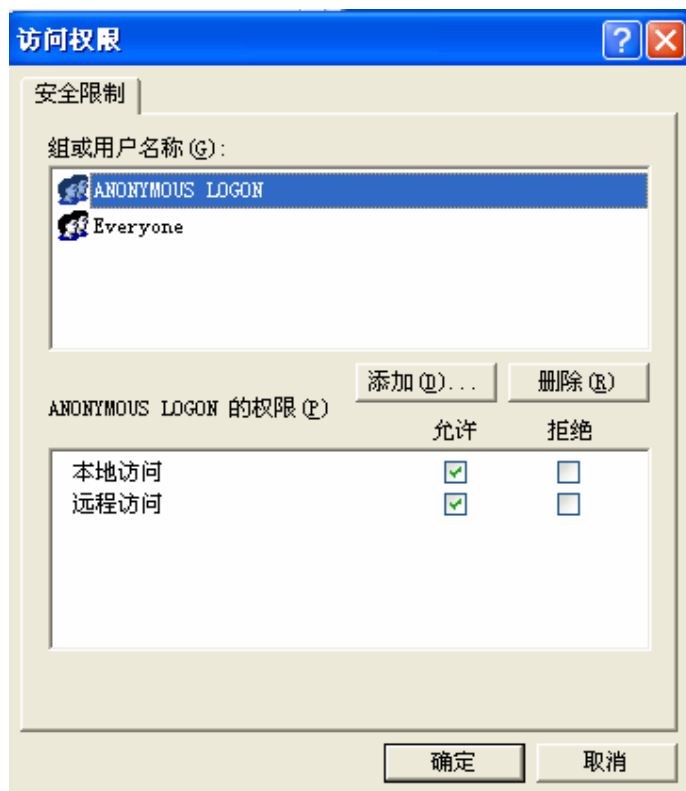 访问权限
安全限制
组或用户名称(G):
ANONYMOUS LOGON
Everyone
添加(D)... 删除(R)
ANONYMOUS LOGON 的权限(P)
允许 拒绝
本地访问
远程访问
确定 取消